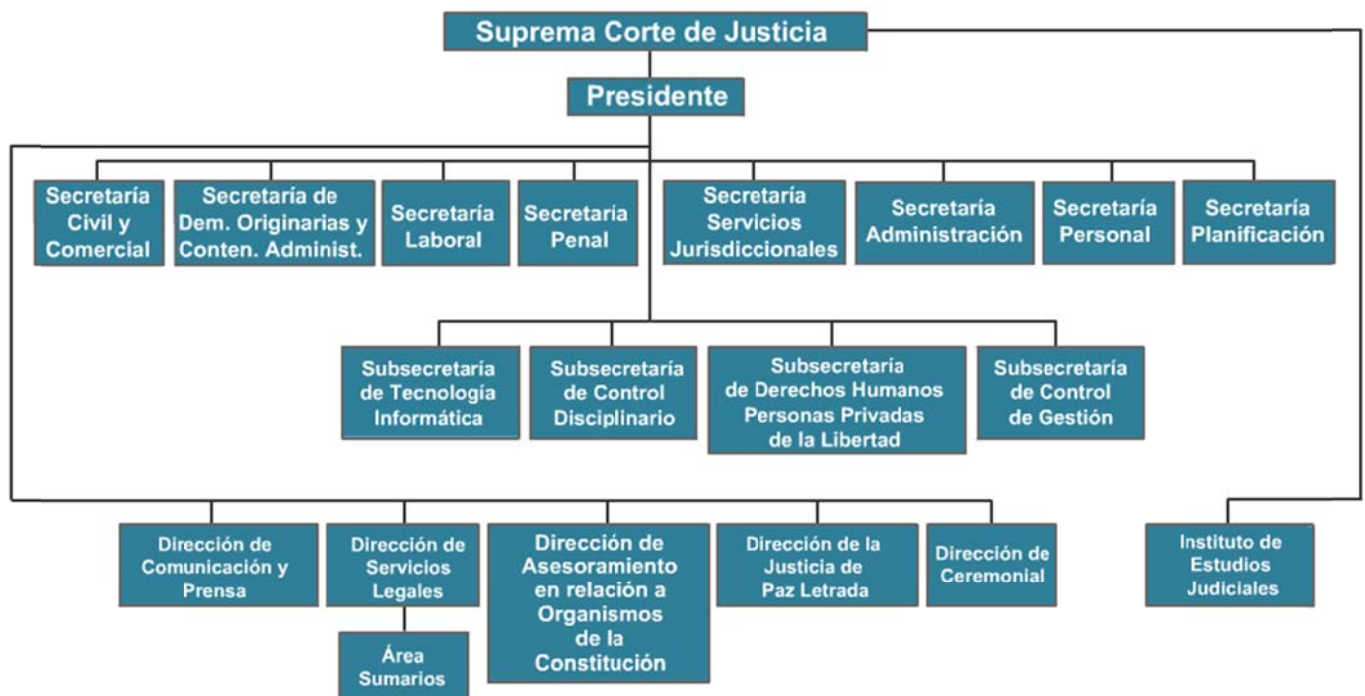 Suprema Corte de Justicia
Presidente
Secretaría
Civil y
Comercial
Secretaría de
Dem. Originarias y
Conten. Administ.
Secretaría
Laboral
Secretaría
Penal
Secretaría
Servicios
Jurisdiccionales
Secretaría
Administración
Secretaría
Personal
Secretaría
Planificación
Subsecretaría
de Tecnología
Informática
Subsecretaría
de Control
Disciplinario
Subsecretaría
de Derechos Humanos
Personas Privadas
de la Libertad
Subsecretaría
de Control
de Gestión
Dirección de
Comunicación y
Prensa
Dirección de
Servicios
Legales
Área
Sumarios
Dirección de
Asesoramiento
en relación a
Organismos
de la
Constitución
Dirección de la
Justicia de
Paz Letrada
Dirección de
Ceremonial
Instituto de
Estudios
Judiciales